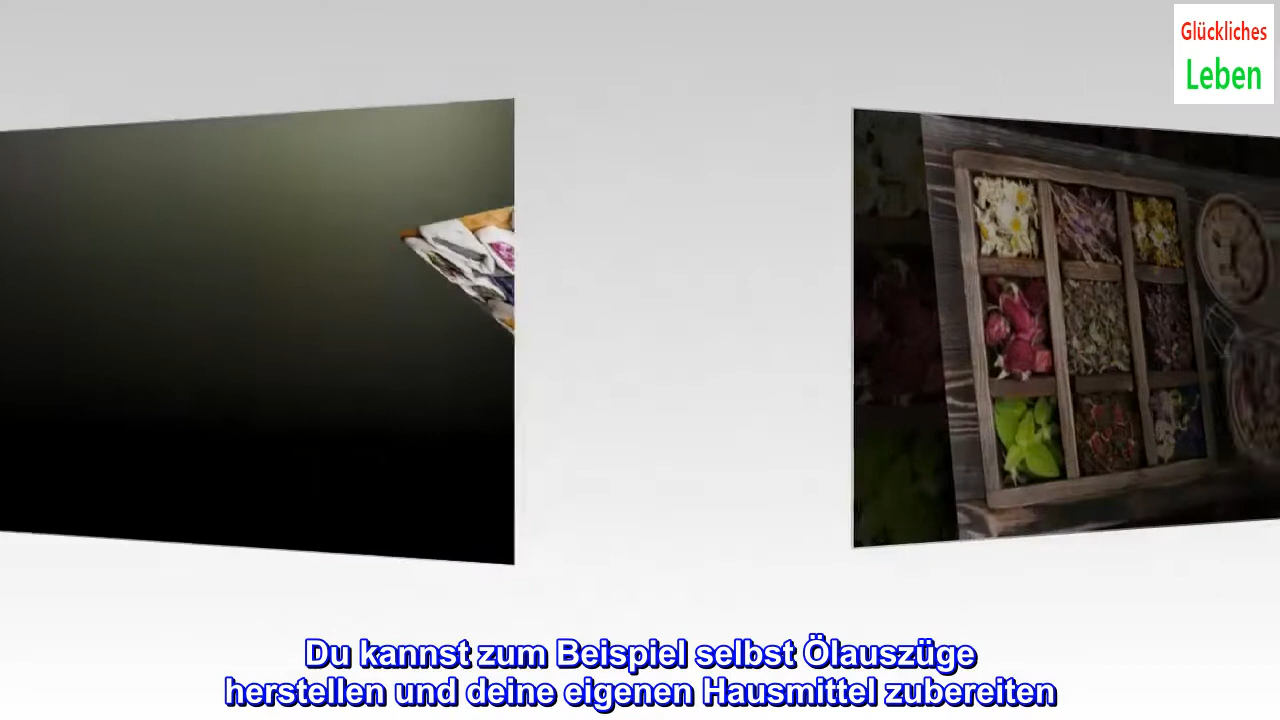 Glückliches
Leben
Du kannst zum Beispiel selbst Ölauszüge
herstellen und deine eigenen Hausmittel zubereiten